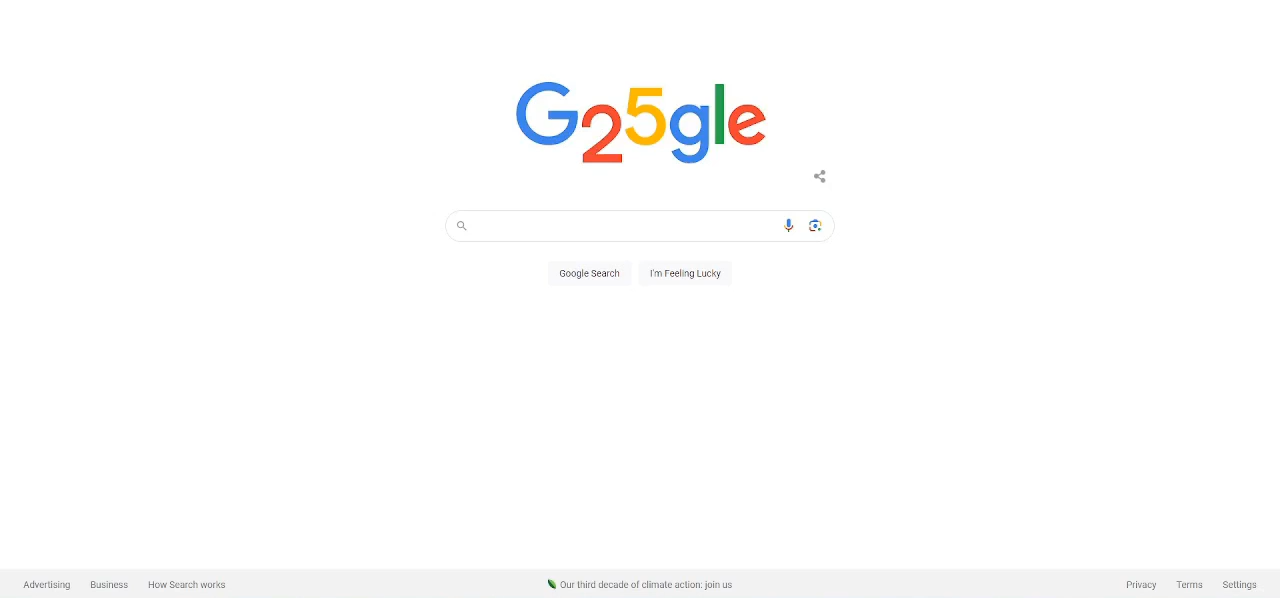 G25gle
Google Search I'm Feeling Lucky
Advertising Business How Search works Our third decade of climate action: join us Privacy Terms Settings